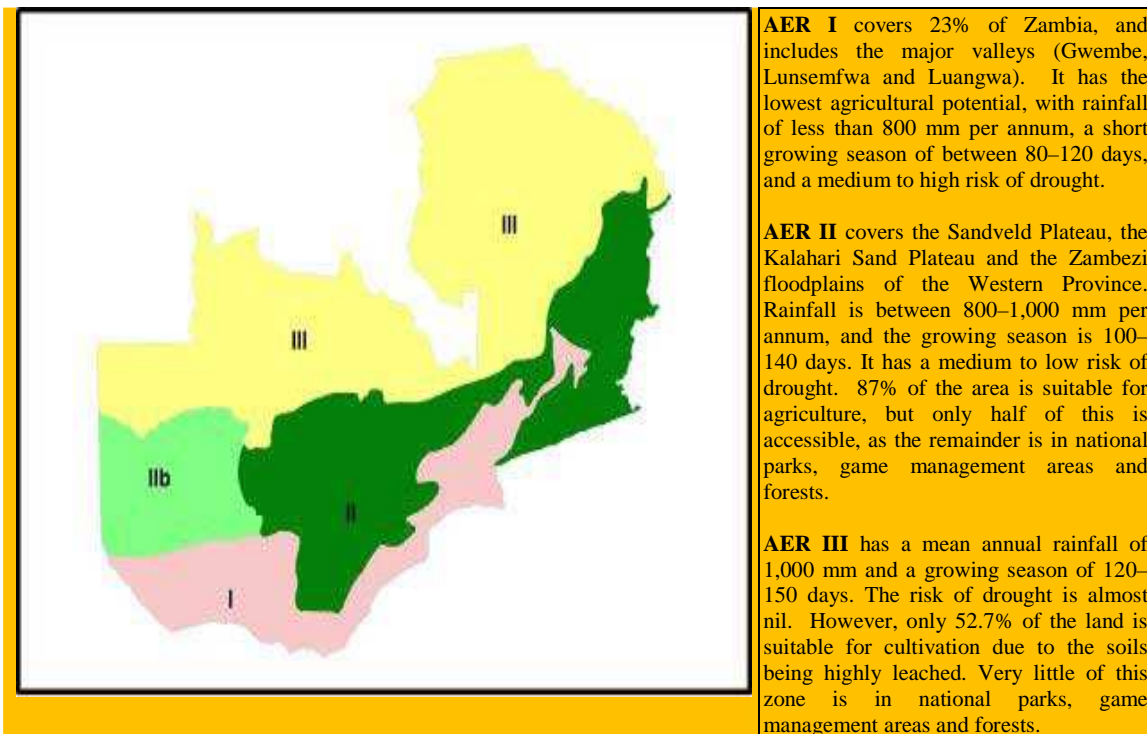 III
III
IIb
II
I
AER I covers 23% of Zambia, and
includes the major valleys (Gwembe,
Lunsemfwa and Luangwa). It has the
lowest agricultural potential, with rainfall
of less than 800 mm per annum, a short
growing season of between 80–120 days,
and a medium to high risk of drought.
AER II covers the Sandveld Plateau, the
Kalahari Sand Plateau and the Zambezi
floodplains of the Western Province.
Rainfall is between 800–1,000 mm per
annum, and the growing season is 100–
140 days. It has a medium to low risk of
drought. 87% of the area is suitable for
agriculture, but only half of this is
accessible, as the remainder is in national
parks, game management areas and
forests.
AER III has a mean annual rainfall of
1,000 mm and a growing season of 120–
150 days. The risk of drought is almost
nil. However, only 52.7% of the land is
suitable for cultivation due to the soils
being highly leached. Very little of this
zone is in national parks, game
management areas and forests.